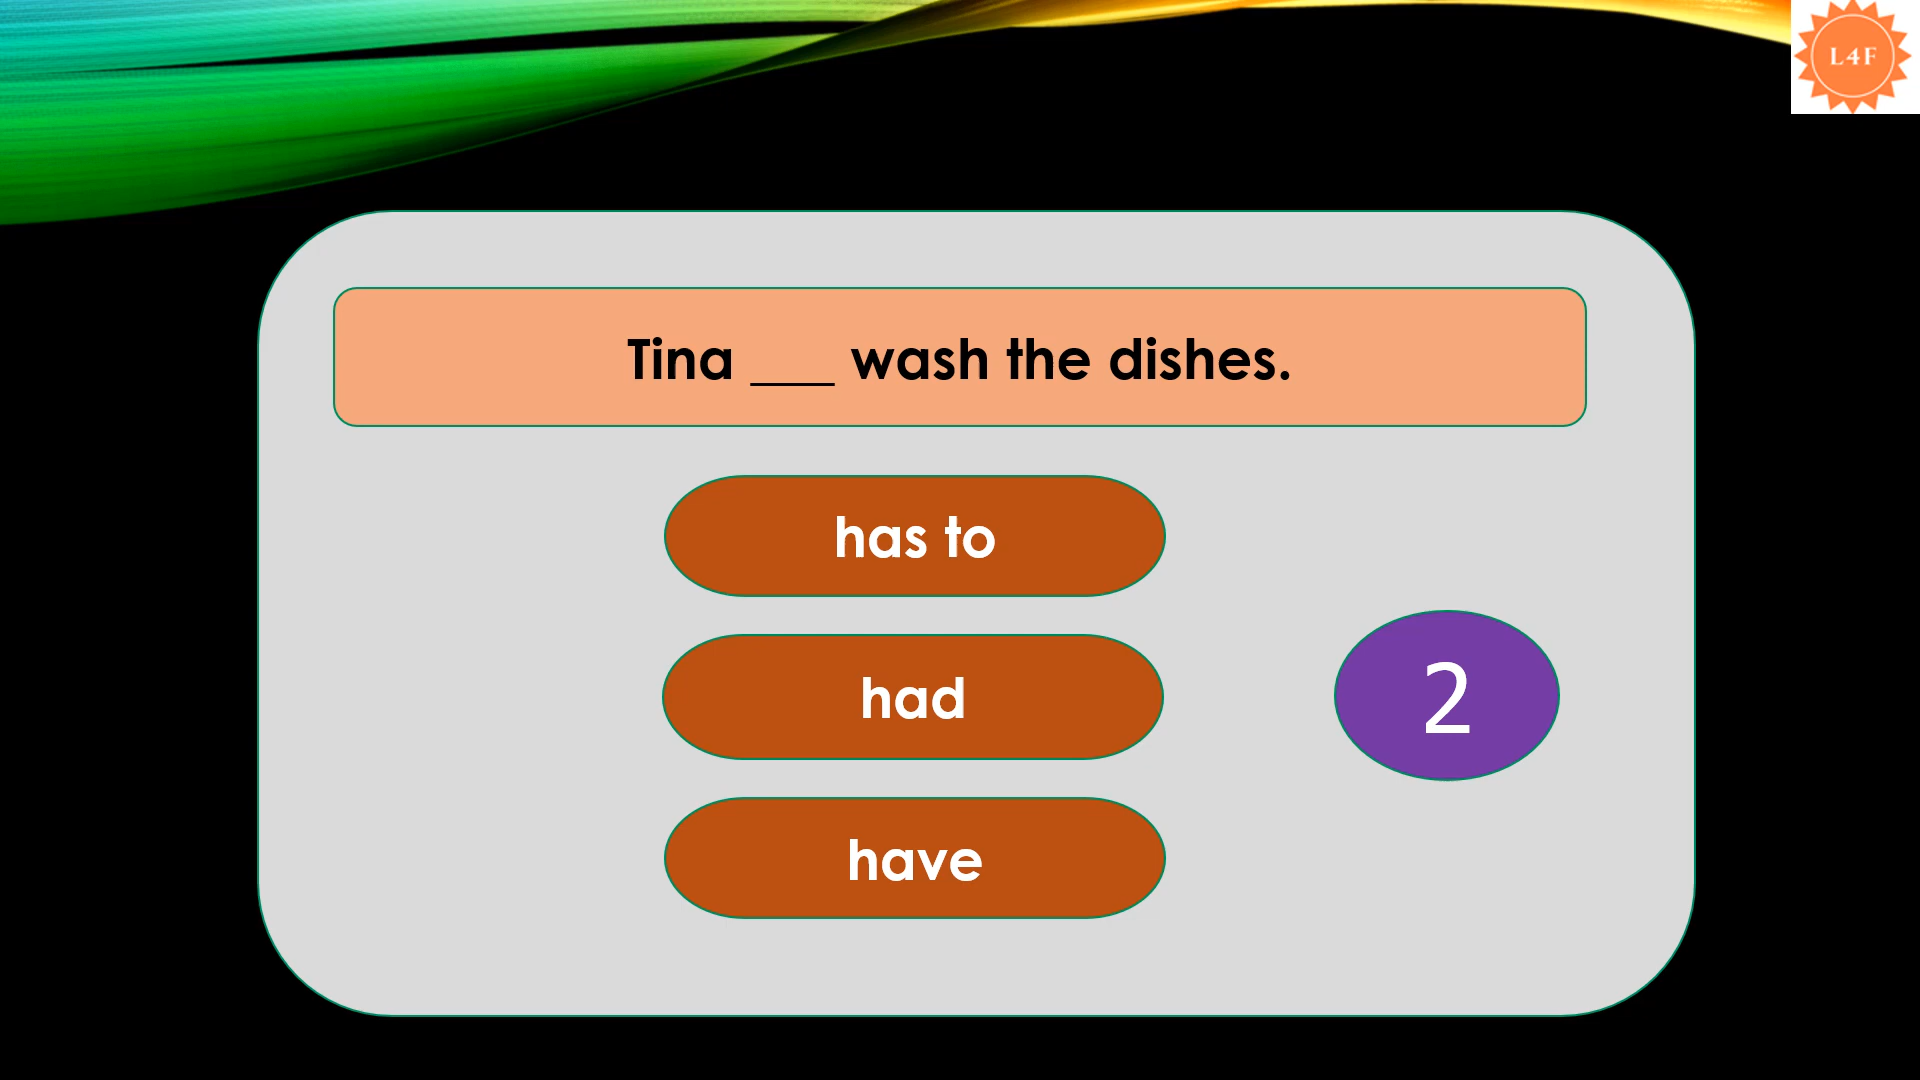 L4F
Tina ___ wash the dishes.
has to
had
2
have